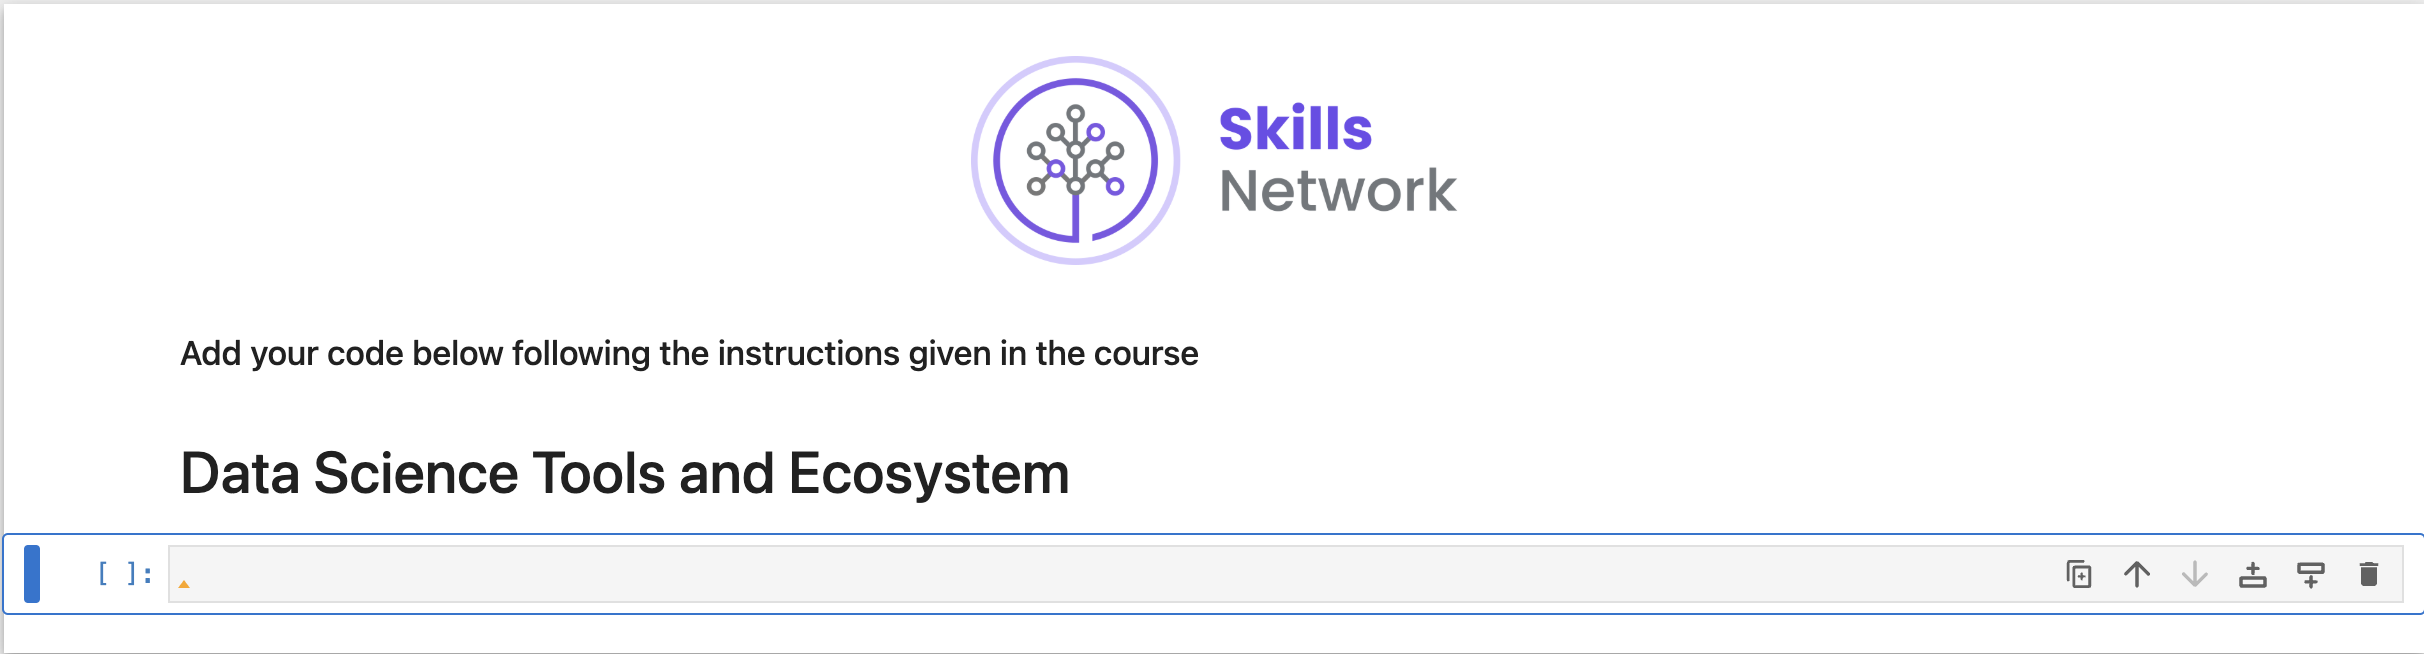 Skills
Network
Add your code below following the instructions given in the course
Data Science Tools and Ecosystem
[ ]: